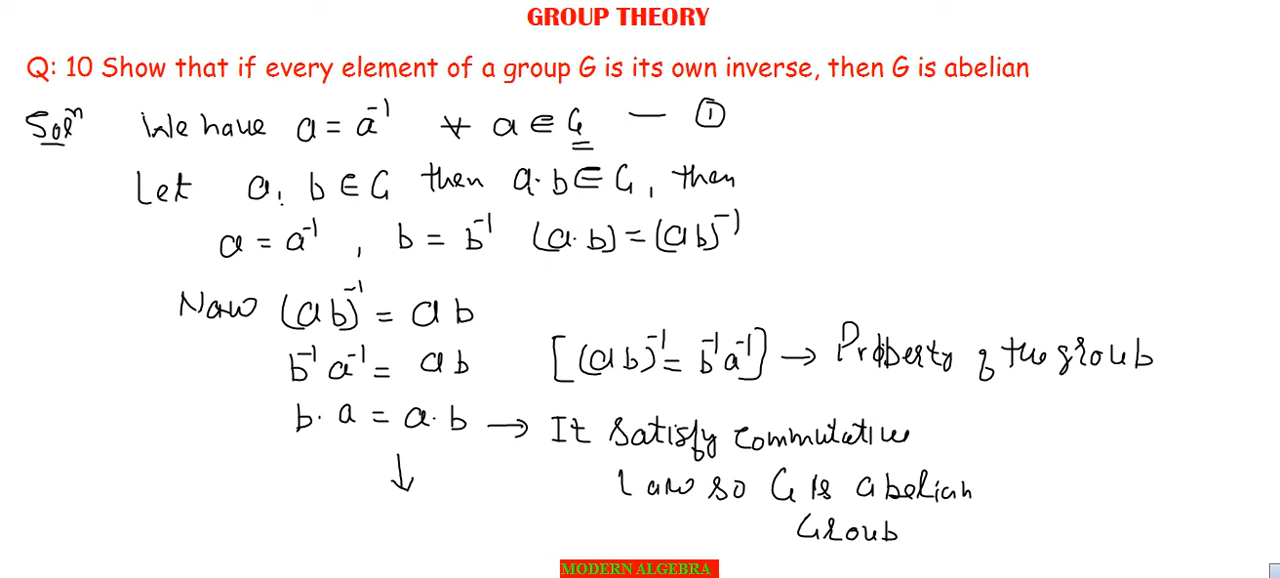 GROUP THEORY
Q: 10 Show that if every element of a group G is its own inverse, then G is abelian
Solⁿ We have a = a⁻¹ ∀ a ∈ G — ①
Let a, b ∈ G then a·b ∈ G, then
a = a⁻¹, b = b⁻¹ (a·b) = (ab)⁻¹
Now (ab)⁻¹ = ab
b⁻¹ a⁻¹ = ab [(ab)⁻¹ = b⁻¹a⁻¹] → Property of the group
b·a = a·b → It satisfy commutative
↓ law so G is abelian
Group
MODERN ALGEBRA